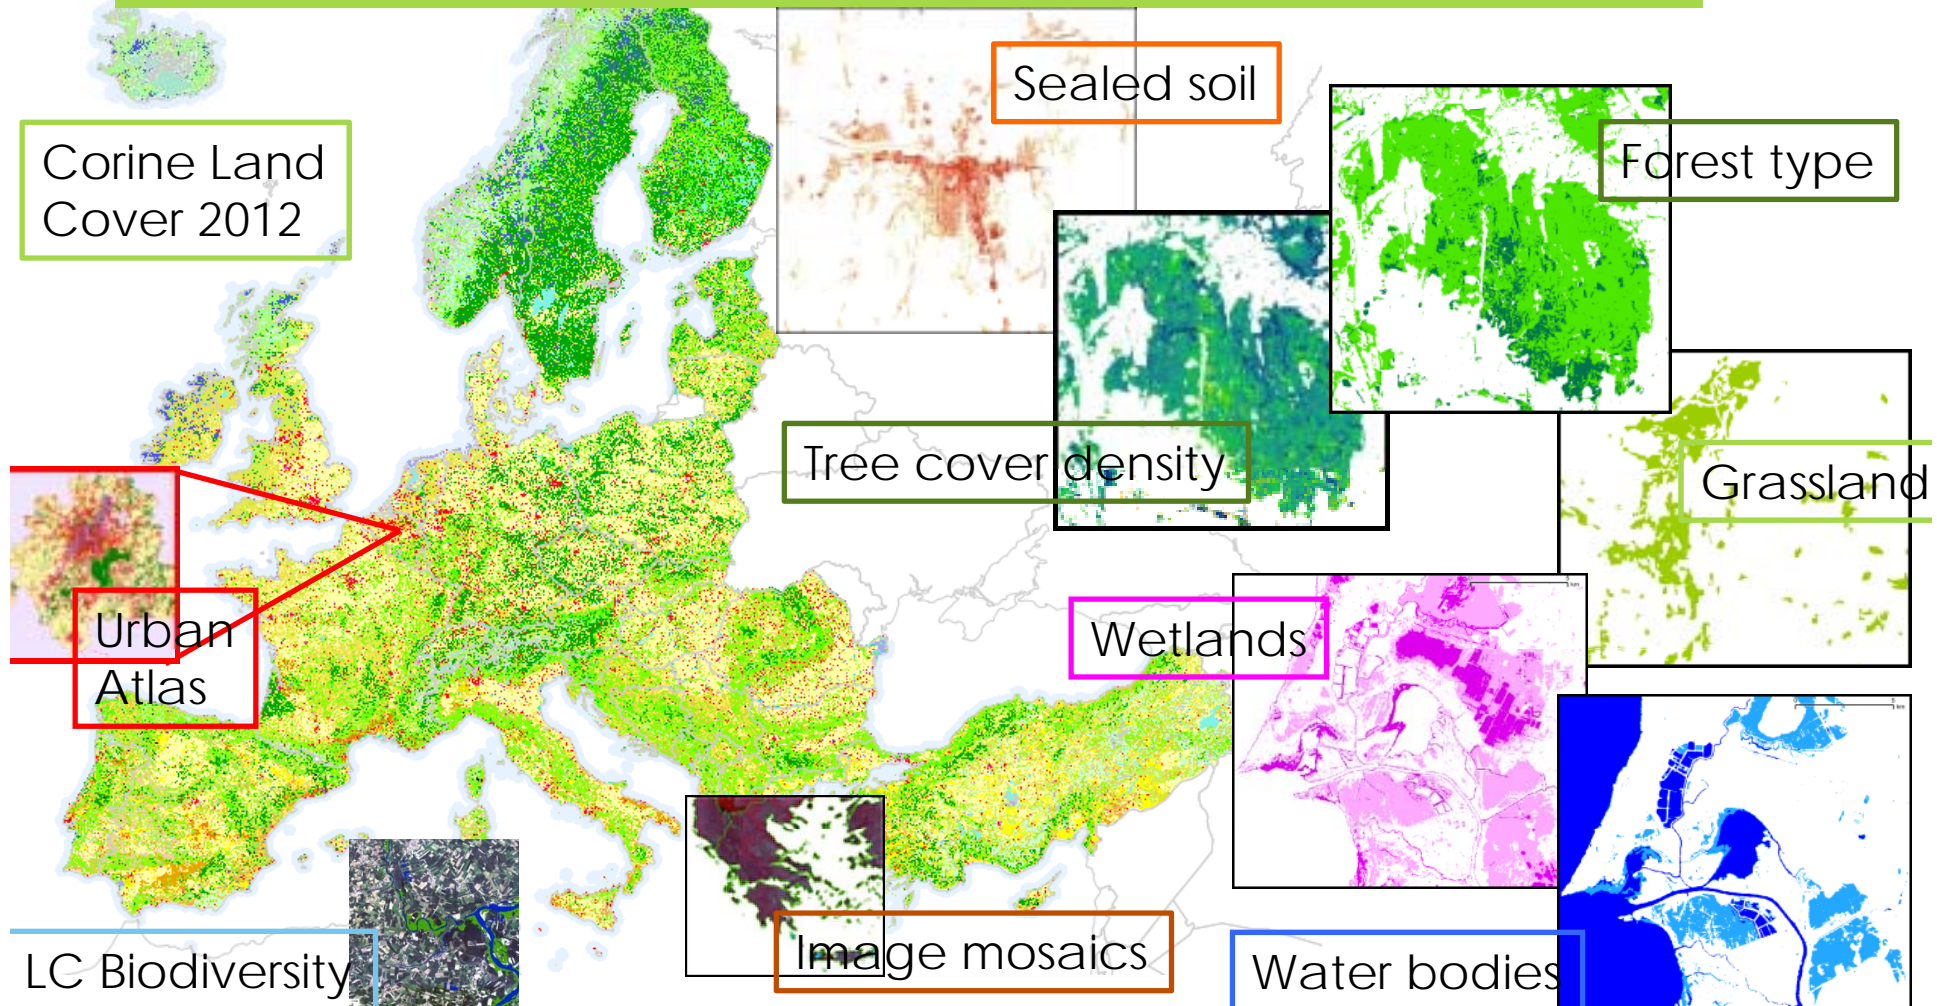 Sealed soil
Corine Land
Cover 2012
Forest type
Tree cover density
Grassland
Urban
Atlas
Wetlands
LC Biodiversity
Image mosaics
Water bodies